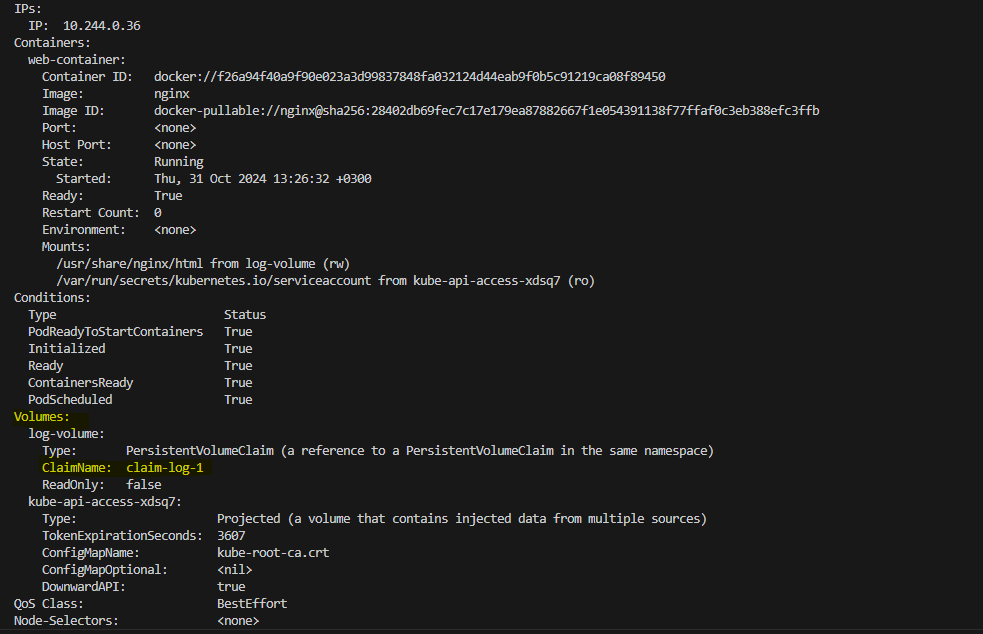 IPs:
  IP:  10.244.0.36
Containers:
  web-container:
    Container ID:   docker://f26a94f40a9f90e023a3d99837848fa032124d44eab9f0b5c91219ca08f89450
    Image:          nginx
    Image ID:       docker-pullable://nginx@sha256:28402db69fec7c17e179ea87882667f1e054391138f77ffaf0c3eb388efc3ffb
    Port:           <none>
    Host Port:      <none>
    State:          Running
      Started:      Thu, 31 Oct 2024 13:26:32 +0300
    Ready:          True
    Restart Count:  0
    Environment:    <none>
    Mounts:
      /usr/share/nginx/html from log-volume (rw)
      /var/run/secrets/kubernetes.io/serviceaccount from kube-api-access-xdsq7 (ro)
Conditions:
  Type                        Status
  PodReadyToStartContainers   True
  Initialized                 True
  Ready                       True
  ContainersReady             True
  PodScheduled                True
Volumes:
  log-volume:
    Type:       PersistentVolumeClaim (a reference to a PersistentVolumeClaim in the same namespace)
    ClaimName:  claim-log-1
    ReadOnly:   false
  kube-api-access-xdsq7:
    Type:                    Projected (a volume that contains injected data from multiple sources)
    TokenExpirationSeconds:  3607
    ConfigMapName:           kube-root-ca.crt
    ConfigMapOptional:       <nil>
    DownwardAPI:             true
QoS Class:                   BestEffort
Node-Selectors:              <none>